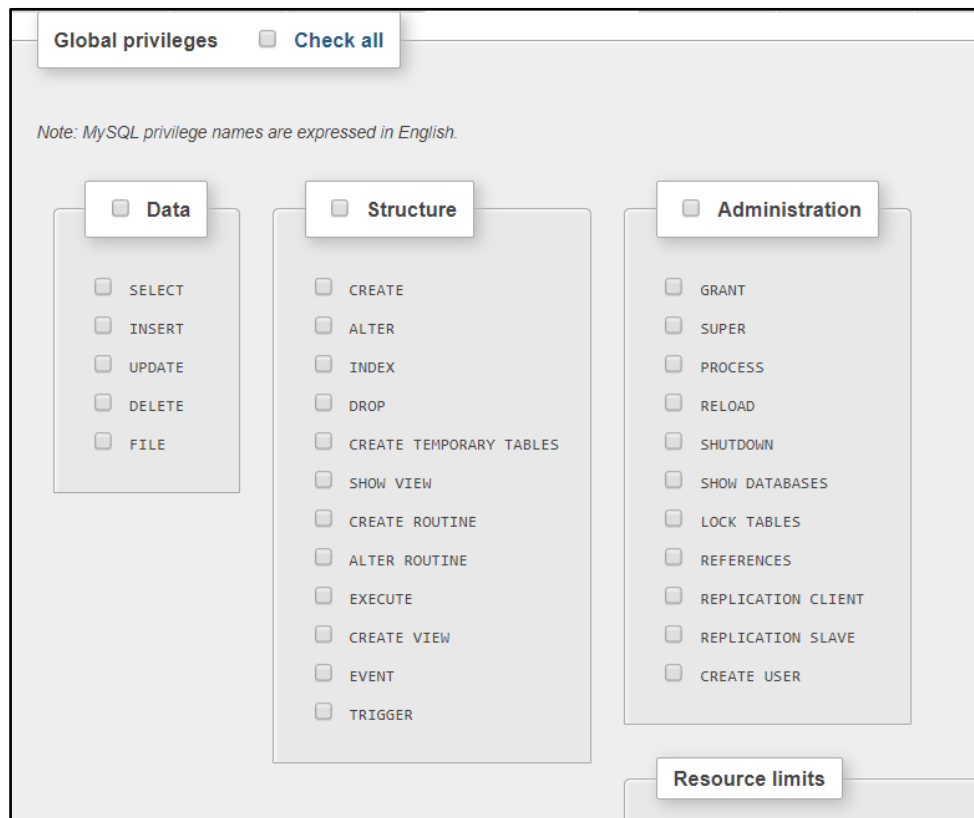 Global privileges Check all
Note: MySQL privilege names are expressed in English.
Data
SELECT
INSERT
UPDATE
DELETE
FILE
Structure
CREATE
ALTER
INDEX
DROP
CREATE TEMPORARY TABLES
SHOW VIEW
CREATE ROUTINE
ALTER ROUTINE
EXECUTE
CREATE VIEW
EVENT
TRIGGER
Administration
GRANT
SUPER
PROCESS
RELOAD
SHUTDOWN
SHOW DATABASES
LOCK TABLES
REFERENCES
REPLICATION CLIENT
REPLICATION SLAVE
CREATE USER
Resource limits